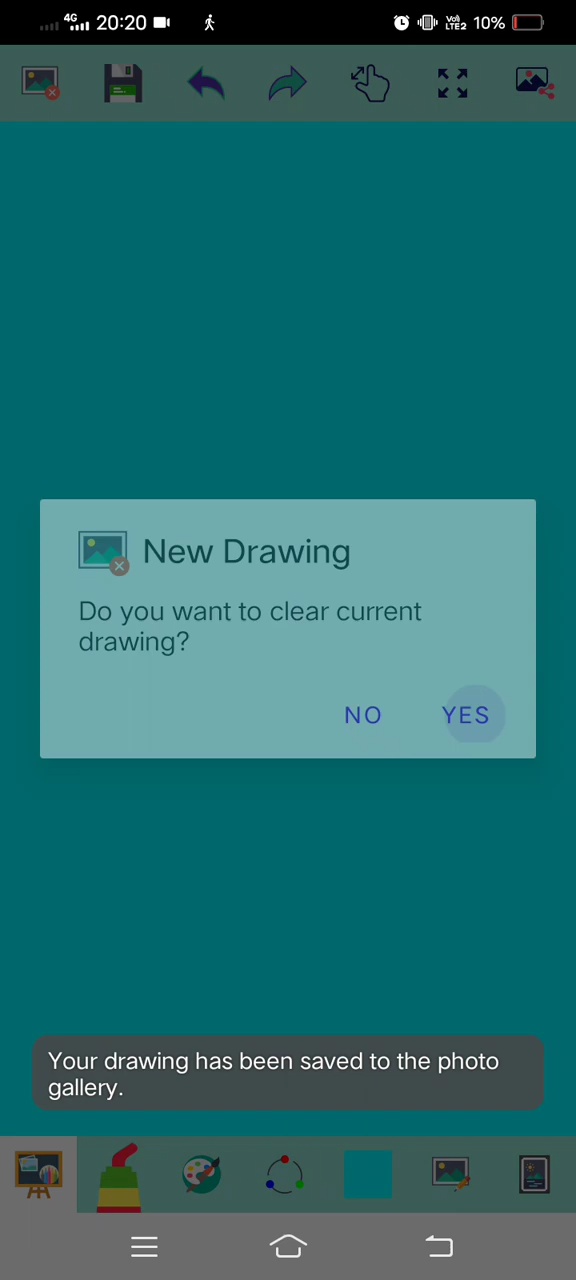 4G 20:20 Voli LTE2 10%
New Drawing
Do you want to clear current
drawing?
NO YES
Your drawing has been saved to the photo
gallery.